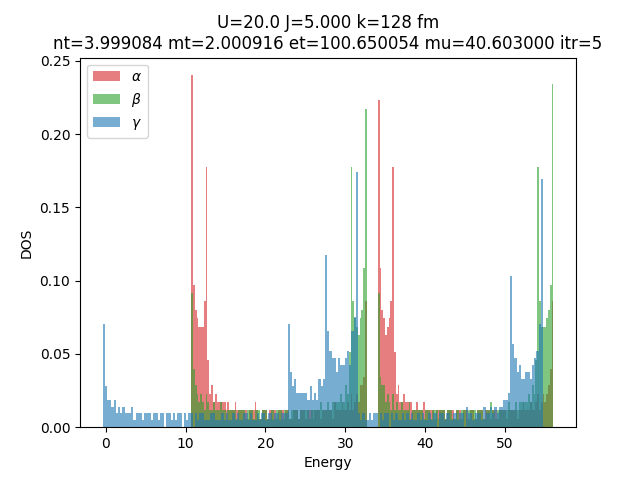 U=20.0 J=5.000 k=128 fm
nt=3.999084 mt=2.000916 et=100.650054 mu=40.603000 itr=5
α
β
γ
DOS
0.25
0.20
0.15
0.10
0.05
0.00
0 10 20 30 40 50
Energy